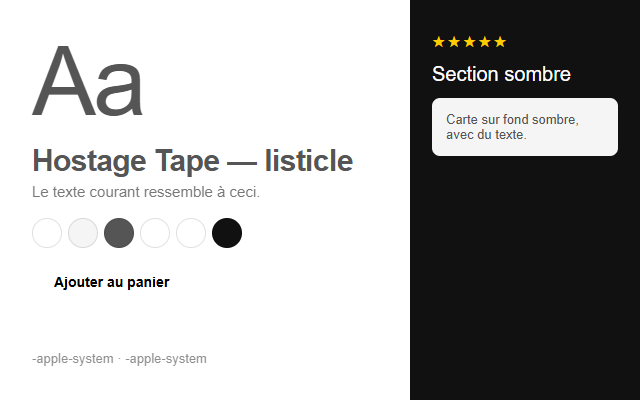 Aa
Hostage Tape — listicle
Le texte courant ressemble à ceci.
Ajouter au panier
-apple-system · -apple-system
★★★★★
Section sombre
Carte sur fond sombre,
avec du texte.